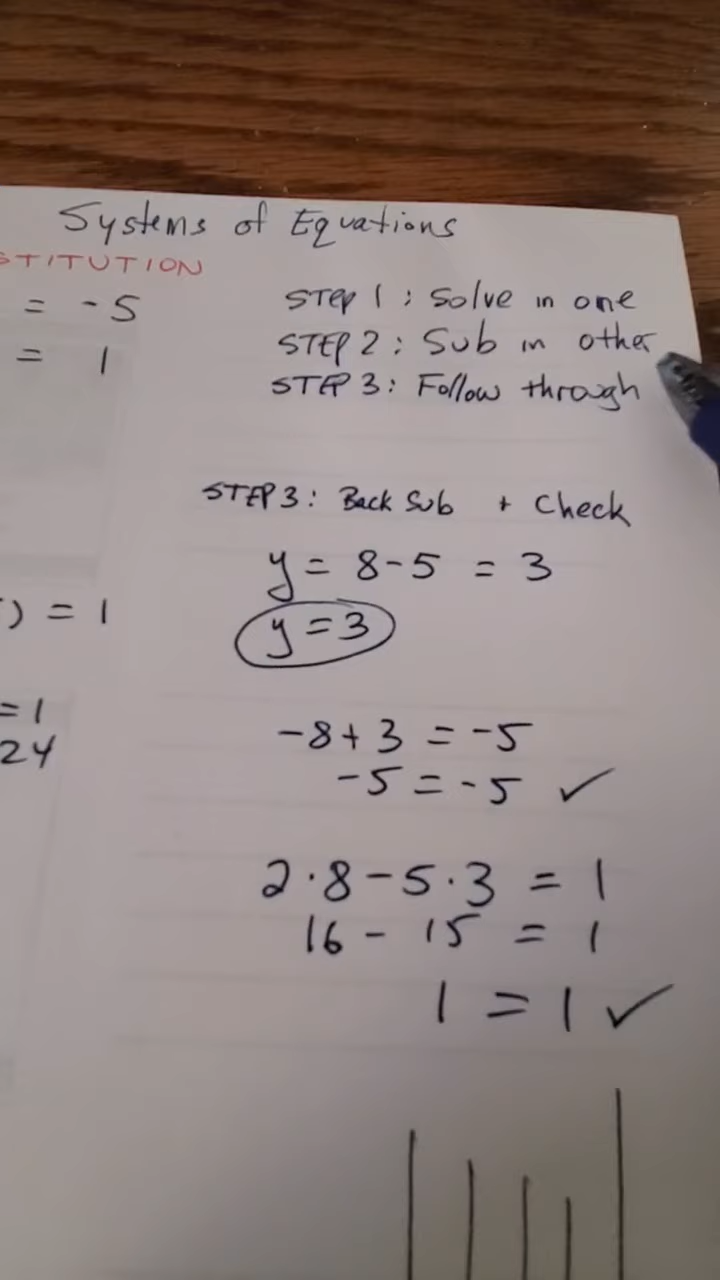 Systems of Equations
STITUTION
= -5
= 1
STEP 1: Solve in one
STEP 2: Sub in other
STEP 3: Follow through
STEP 3: Back Sub + Check
y = 8-5 = 3
y = 3
) = 1
= 1
24
-8+3 = -5
-5 = -5 ✓
2·8-5·3 = 1
16 - 15 = 1
1 = 1 ✓